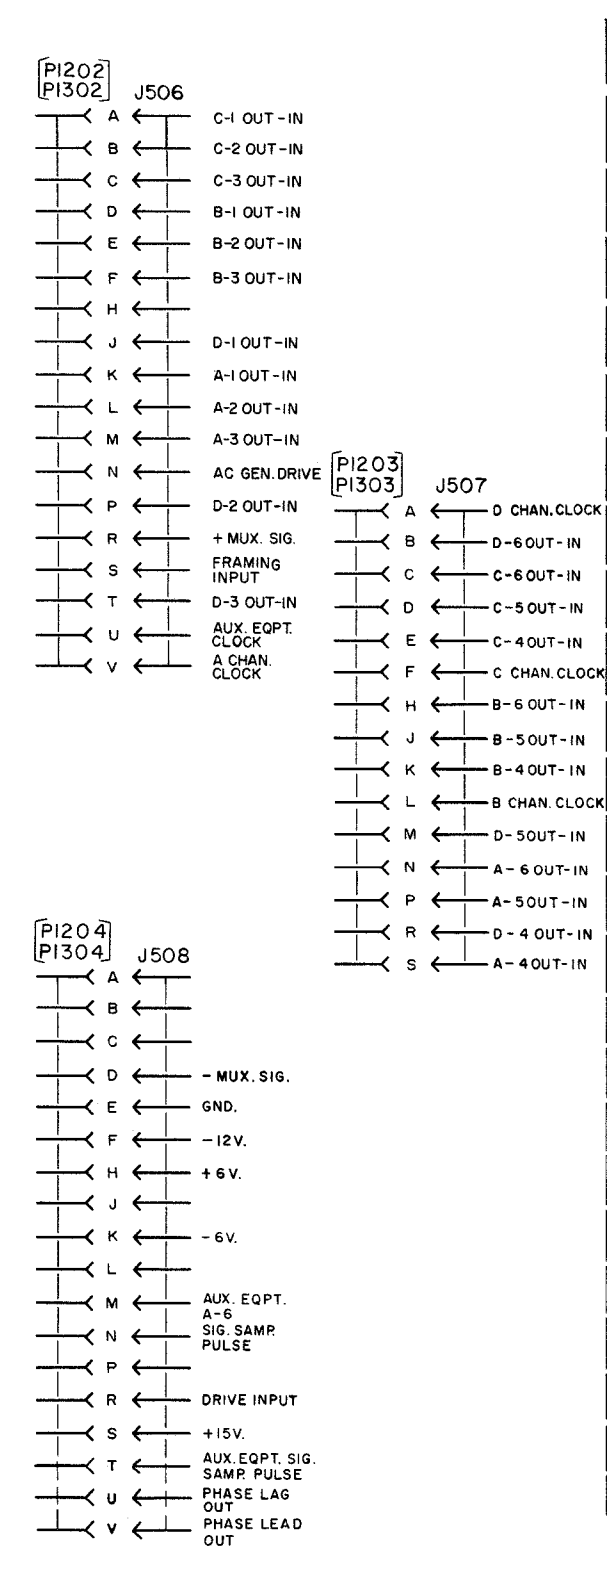 [P1202]
[P1302] J506
A C-1 OUT-IN
B C-2 OUT-IN
C C-3 OUT-IN
D B-1 OUT-IN
E B-2 OUT-IN
F B-3 OUT-IN
H
J D-1 OUT-IN
K A-1 OUT-IN
L A-2 OUT-IN
M A-3 OUT-IN
N AC GEN. DRIVE
P D-2 OUT-IN
R + MUX. SIG.
S FRAMING
INPUT
T D-3 OUT-IN
U AUX. EQPT.
CLOCK
V A CHAN.
CLOCK
[P1203]
[P1303] J507
A D CHAN. CLOCK
B D-6 OUT-IN
C C-6 OUT-IN
D C-5 OUT-IN
E C-4 OUT-IN
F C CHAN. CLOCK
H B-6 OUT-IN
J B-5 OUT-IN
K B-4 OUT-IN
L B CHAN. CLOCK
M D-5 OUT-IN
N A-6 OUT-IN
P A-5 OUT-IN
R D-4 OUT-IN
S A-4 OUT-IN
[P1204]
[P1304] J508
A
B
C
D - MUX. SIG.
E GND.
F -12V.
H +6V.
J
K -6V.
L
M AUX. EQPT.
A-6
N SIG. SAMP.
PULSE
P
R DRIVE INPUT
S +15V.
T AUX. EQPT. SIG.
SAMP. PULSE
U PHASE LAG
OUT
V PHASE LEAD
OUT